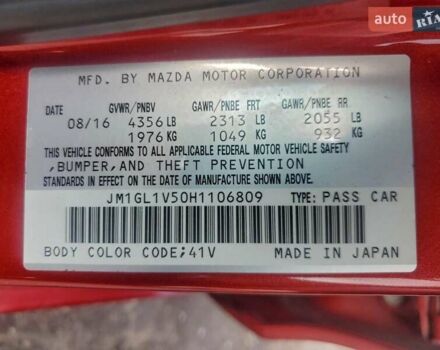 auto RIA
MFD. BY MAZDA MOTOR CORPORATION
DATE GVWR/PNBV GAWR/PNBE FRT GAWR/PNBE RR
08/16 4356 LB 2313 LB 2055 LB
1976 KG 1049 KG 932 KG
THIS VEHICLE CONFORMS TO ALL APPLICABLE FEDERAL MOTOR VEHICLE SAFETY
,BUMPER,AND THEFT PREVENTION
STANDARDS IN EFFECT ON THE DATE OF MANUFACTURE SHOWN ABOVE.
JM1GL1V50H1106809 TYPE: PASS CAR
BODY COLOR CODE;41V MADE IN JAPAN